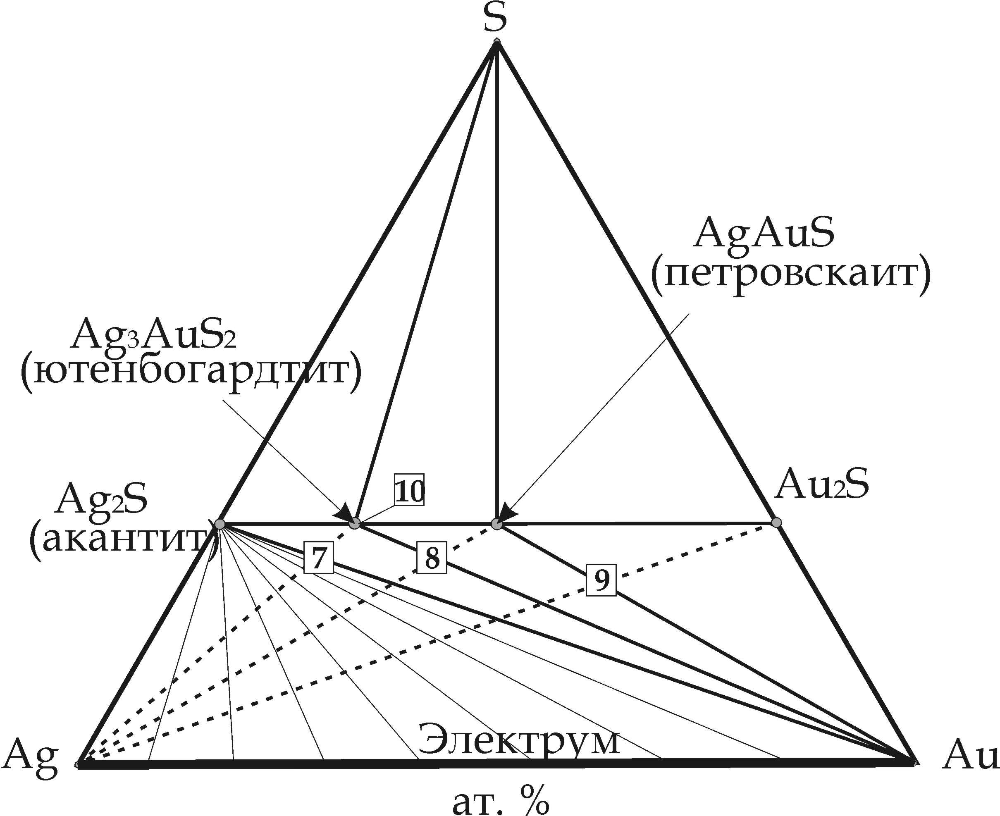 S
AgAuS
(петровскаит)
Ag₃AuS₂
(ютенбогардтит)
Au₂S
10
Ag₂S
(акантит)
7
8
9
Электрум
Ag
Au
ат. %